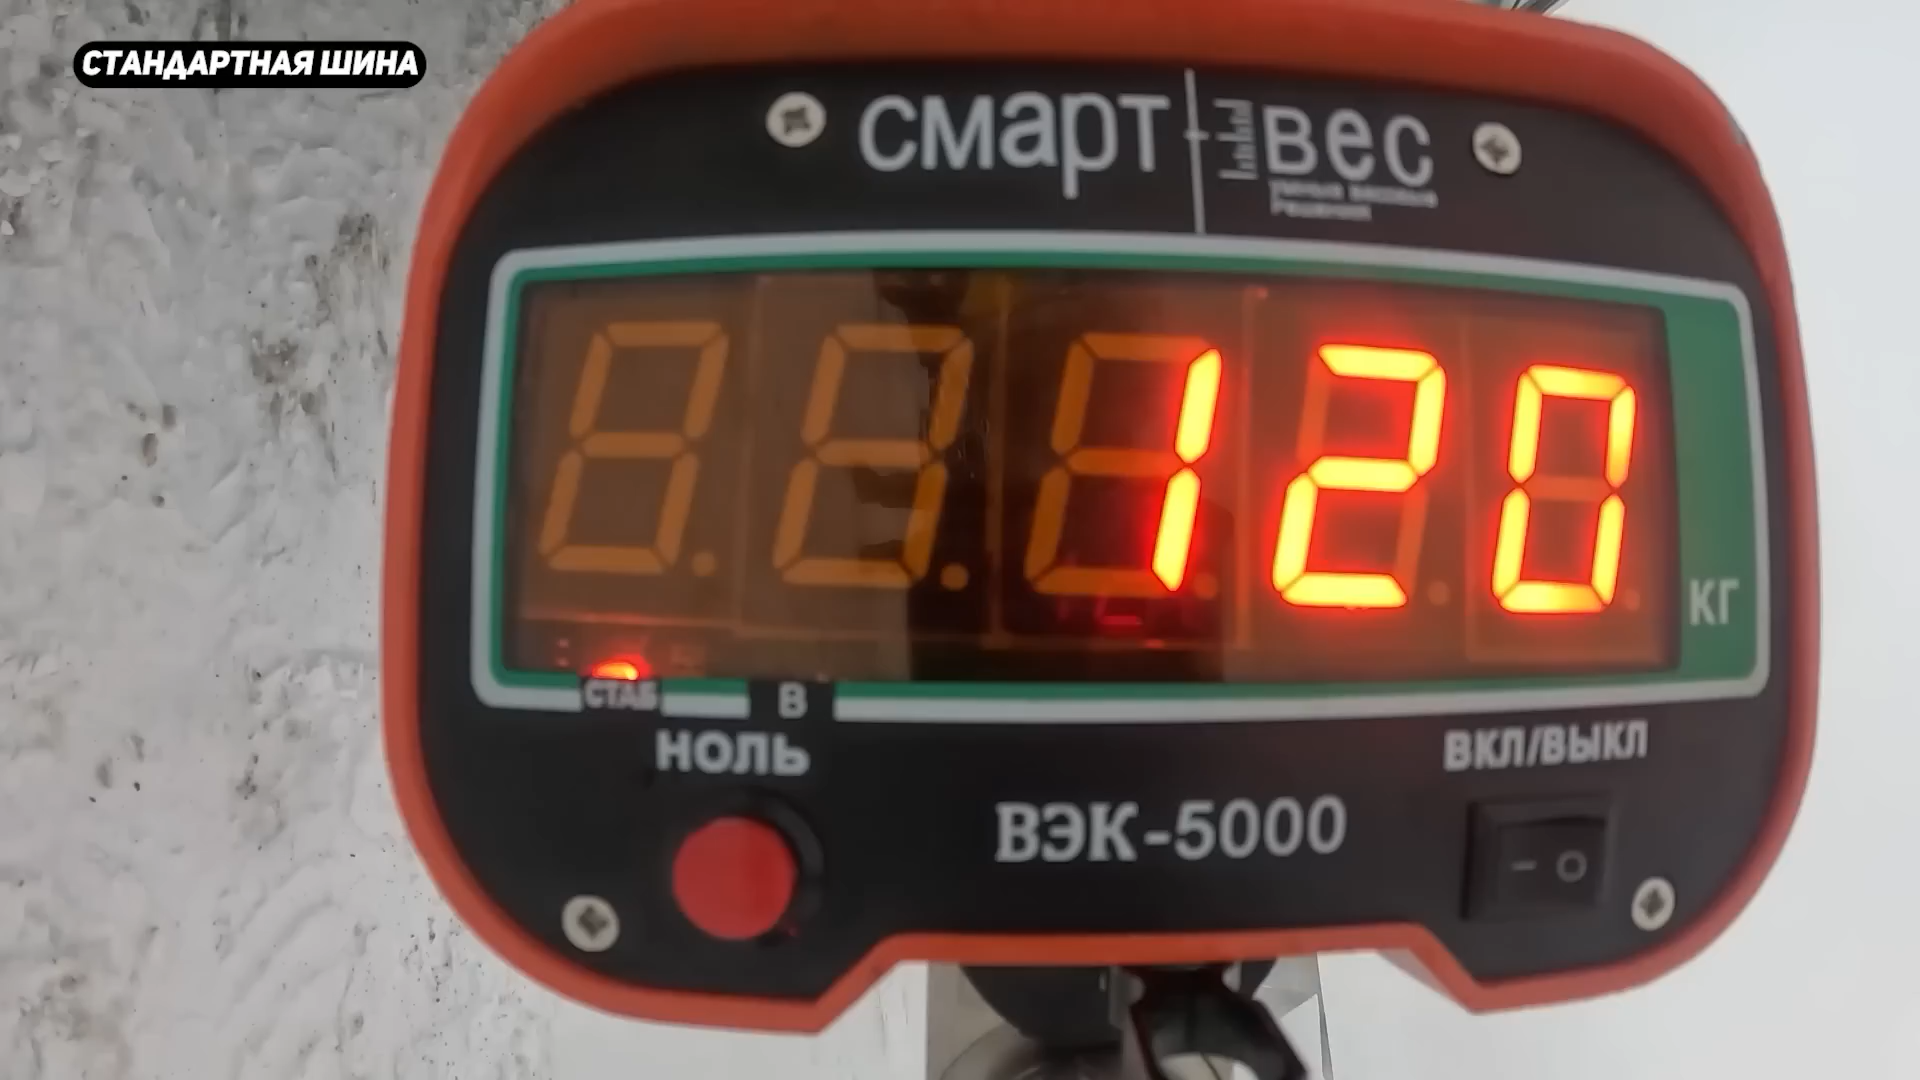 СТАНДАРТНАЯ ШИНА
смарт вес
120
кг
СТАБ В
НОЛЬ
ВКЛ/ВЫКЛ
ВЭК-5000